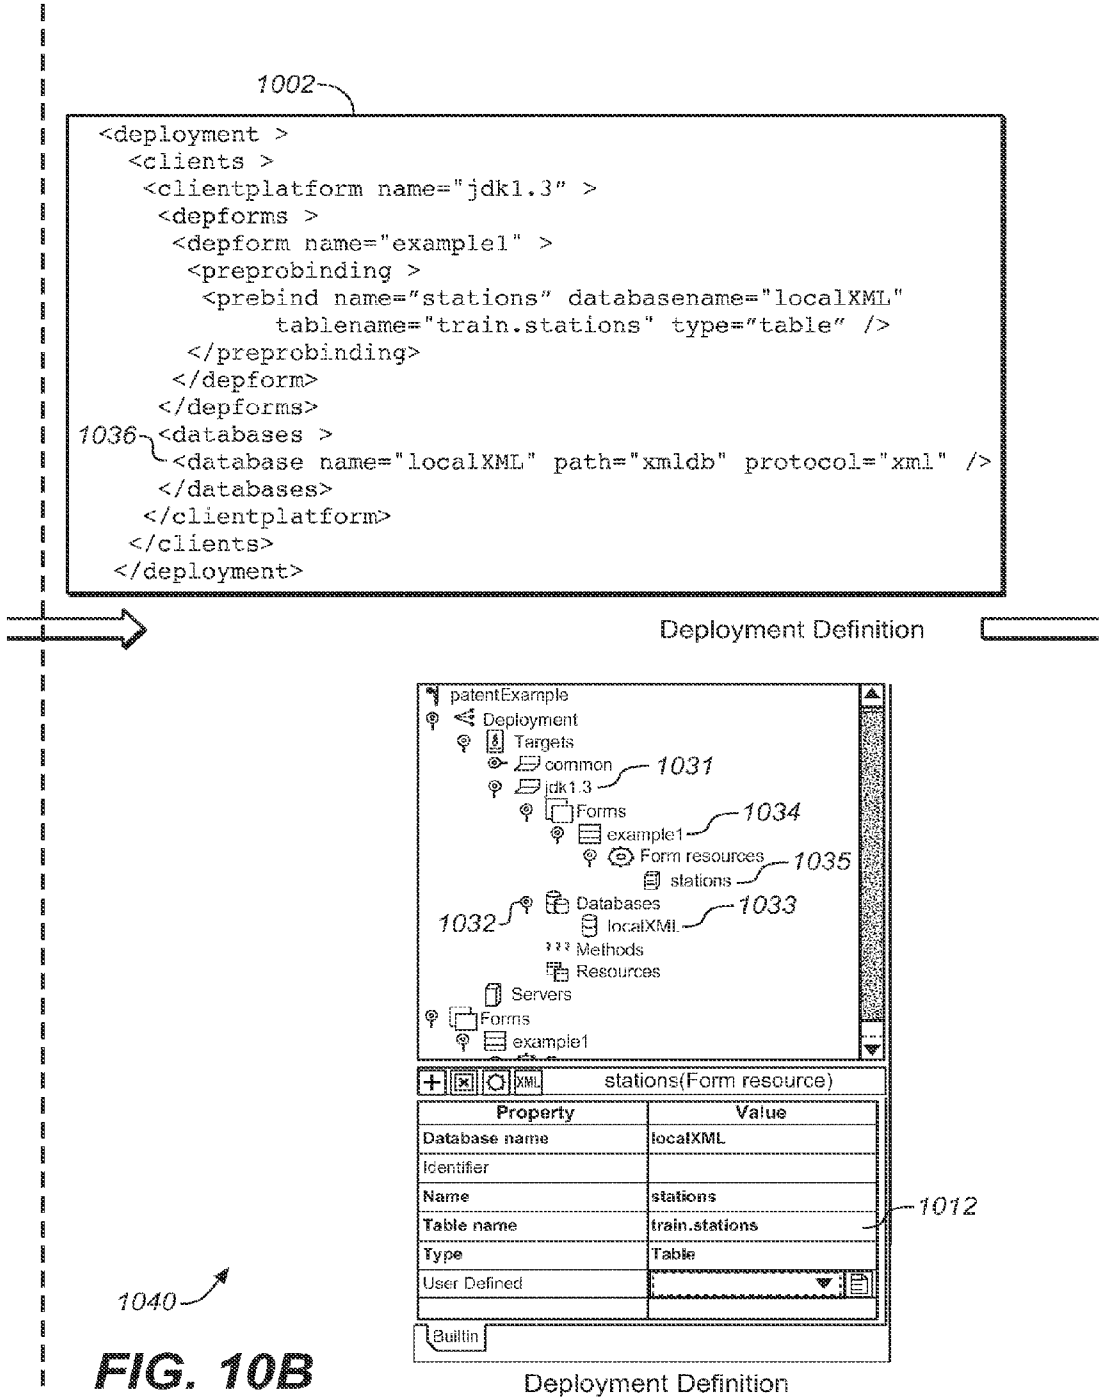 1002
<deployment >
<clients >
<clientplatform name="jdk1.3" >
<depforms >
<depform name="example1" >
<preprobinding >
<prebind name="stations" databasename="localXML"
tablename="train.stations" type="table" />
</preprobinding>
</depform>
</depforms>
1036 <databases >
<database name="localXML" path="xmldb" protocol="xml" />
</databases>
</clientplatform>
</clients>
</deployment>
Deployment Definition
patentExample
Deployment
Targets
common 1031
jdk1.3
Forms 1034
example1
Form resources 1035
stations
1032 Databases 1033
localXML
Methods
Resources
Servers
Forms
example1
XML stations(Form resource)
Property Value
Database name localXML
Identifier
Name stations
Table name train.stations 1012
Type Table
User Defined
1040
Builtin
FIG. 10B
Deployment Definition